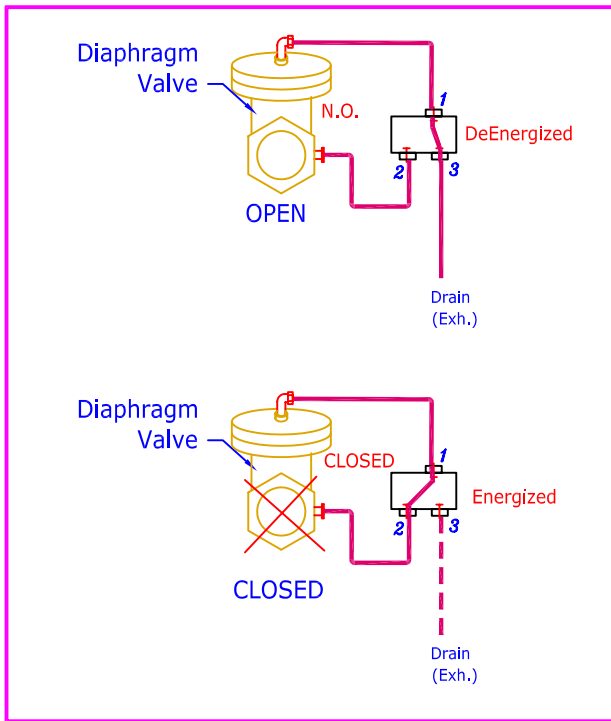 Diaphragm
Valve
N.O.
1
DeEnergized
2
3
OPEN
Drain
(Exh.)
Diaphragm
Valve
CLOSED
1
Energized
2
3
CLOSED
Drain
(Exh.)